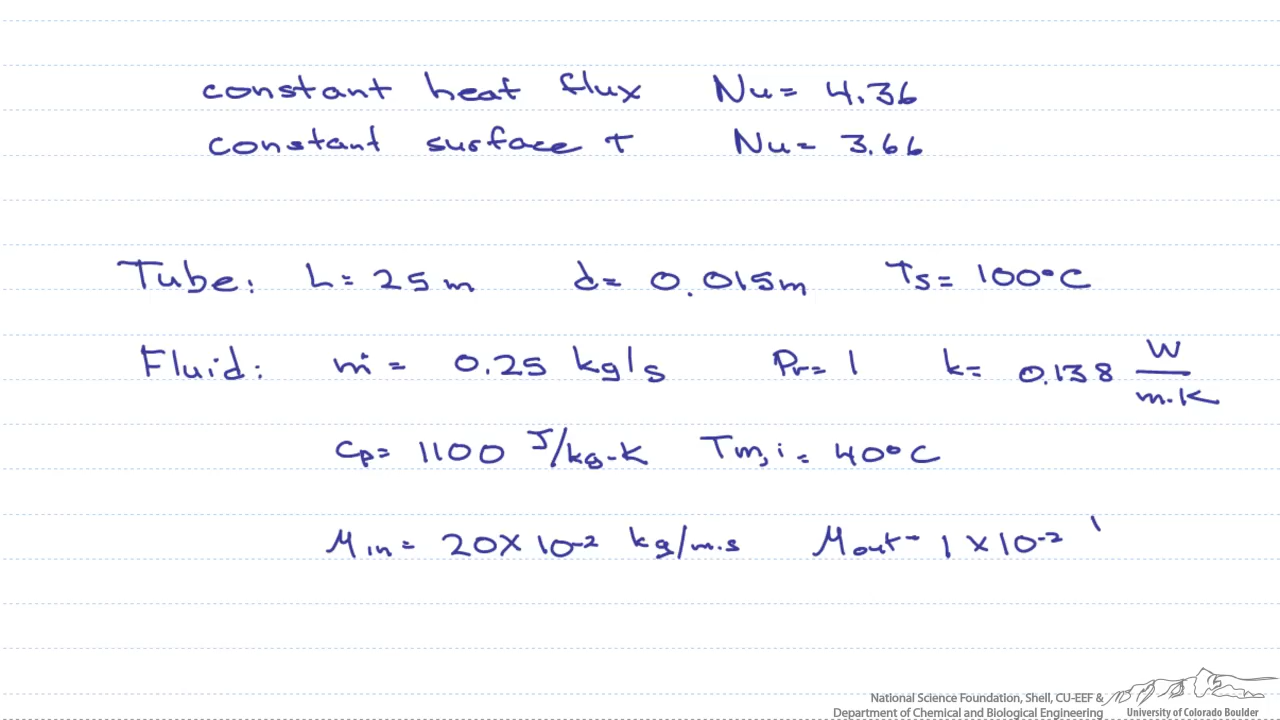 constant heat flux Nu = 4.36
constant surface T Nu = 3.66
Tube: L = 25 m d = 0.015m Ts = 100°C
Fluid: ṁ = 0.25 kg/s Pr = 1 k = 0.138 W/m.K
Cp = 1100 J/kg-K Tm,i = 40°C
μin = 20 x 10-2 kg/m.s μout = 1 x 10-2
National Science Foundation, Shell, CU-EEF &
Department of Chemical and Biological Engineering
University of Colorado Boulder